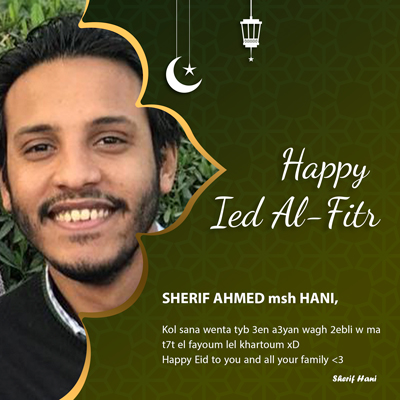 Happy
Ied Al-Fitr
SHERIF AHMED msh HANI,
Kol sana wenta tyb 3en a3yan wagh 2ebli w ma
t7t el fayoum lel khartoum xD
Happy Eid to you and all your family <3
Sherif Hani